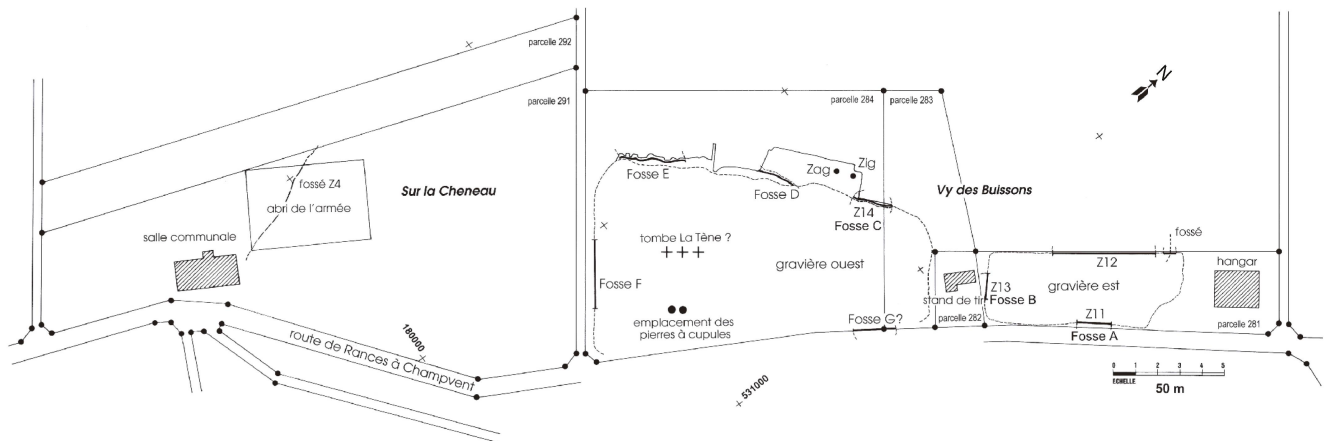 parcelle 292
parcelle 291
parcelle 284
parcelle 283
N
fossé Z4
abri de l'armée
Sur la Cheneau
salle communale
Fosse E
Fosse D
Zag
Zig
Z14
Fosse C
Vy des Buissons
tombe La Tène ?
gravière ouest
Fosse F
emplacement des
pierres à cupules
Fosse G?
stand de tir
parcelle 282
Z13
Fosse B
Z12
fossé
gravière est
hangar
Z11
Fosse A
parcelle 281
route de Rances à Champvent
180000
531000
0 1 2 3 4 5
ECHELLE
50 m